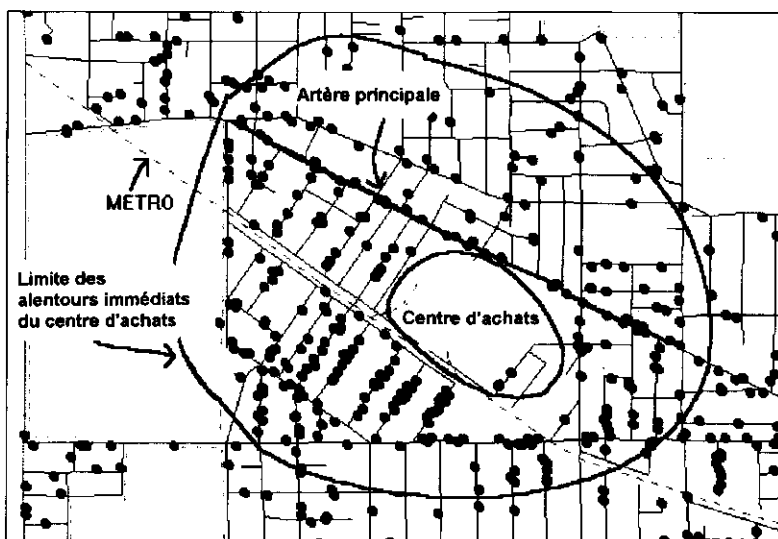 Artère principale
METRO
Limite des
alentours immédiats
du centre d'achats
Centre d'achats